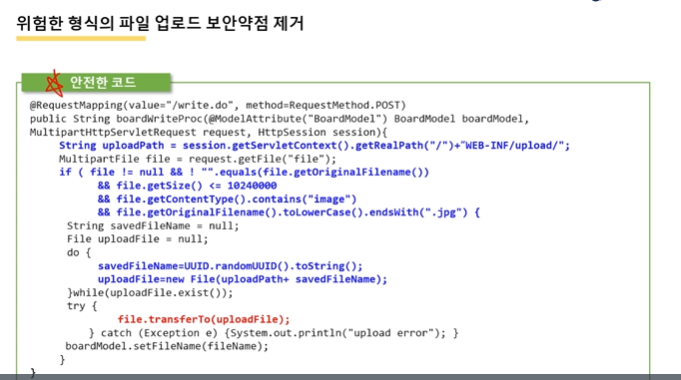 위험한 형식의 파일 업로드 보안약점 제거
안전한 코드
@RequestMapping(value="/write.do", method=RequestMethod.POST)
public String boardWriteProc(@ModelAttribute("BoardModel") BoardModel boardModel,
MultipartHttpServletRequest request, HttpSession session){
String uploadPath = session.getServletContext().getRealPath("/")+"WEB-INF/upload/";
MultipartFile file = request.getFile("file");
if ( file != null && ! "".equals(file.getOriginalFilename())
&& file.getSize() <= 10240000
&& file.getContentType().contains("image")
&& file.getOriginalFilename().toLowerCase().endsWith(".jpg") {
String savedFileName = null;
File uploadFile = null;
do {
savedFileName=UUID.randomUUID().toString();
uploadFile=new File(uploadPath+ savedFileName);
}while(uploadFile.exist());
try {
file.transferTo(uploadFile);
} catch (Exception e) {System.out.println("upload error"); }
boardModel.setFileName(fileName);
}
}